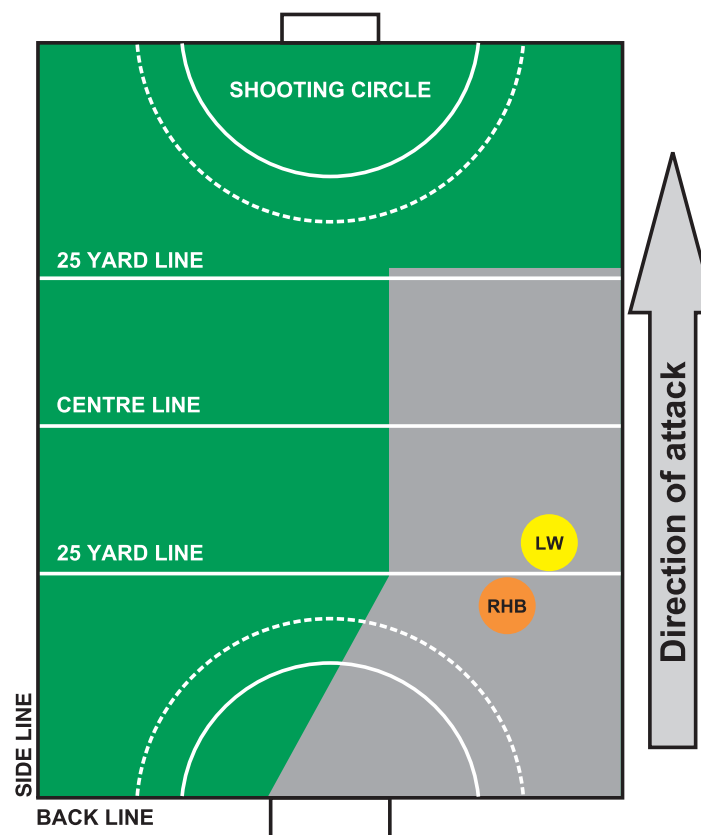 SHOOTING CIRCLE
25 YARD LINE
CENTRE LINE
LW
25 YARD LINE
RHB
Direction of attack
SIDE LINE
BACK LINE